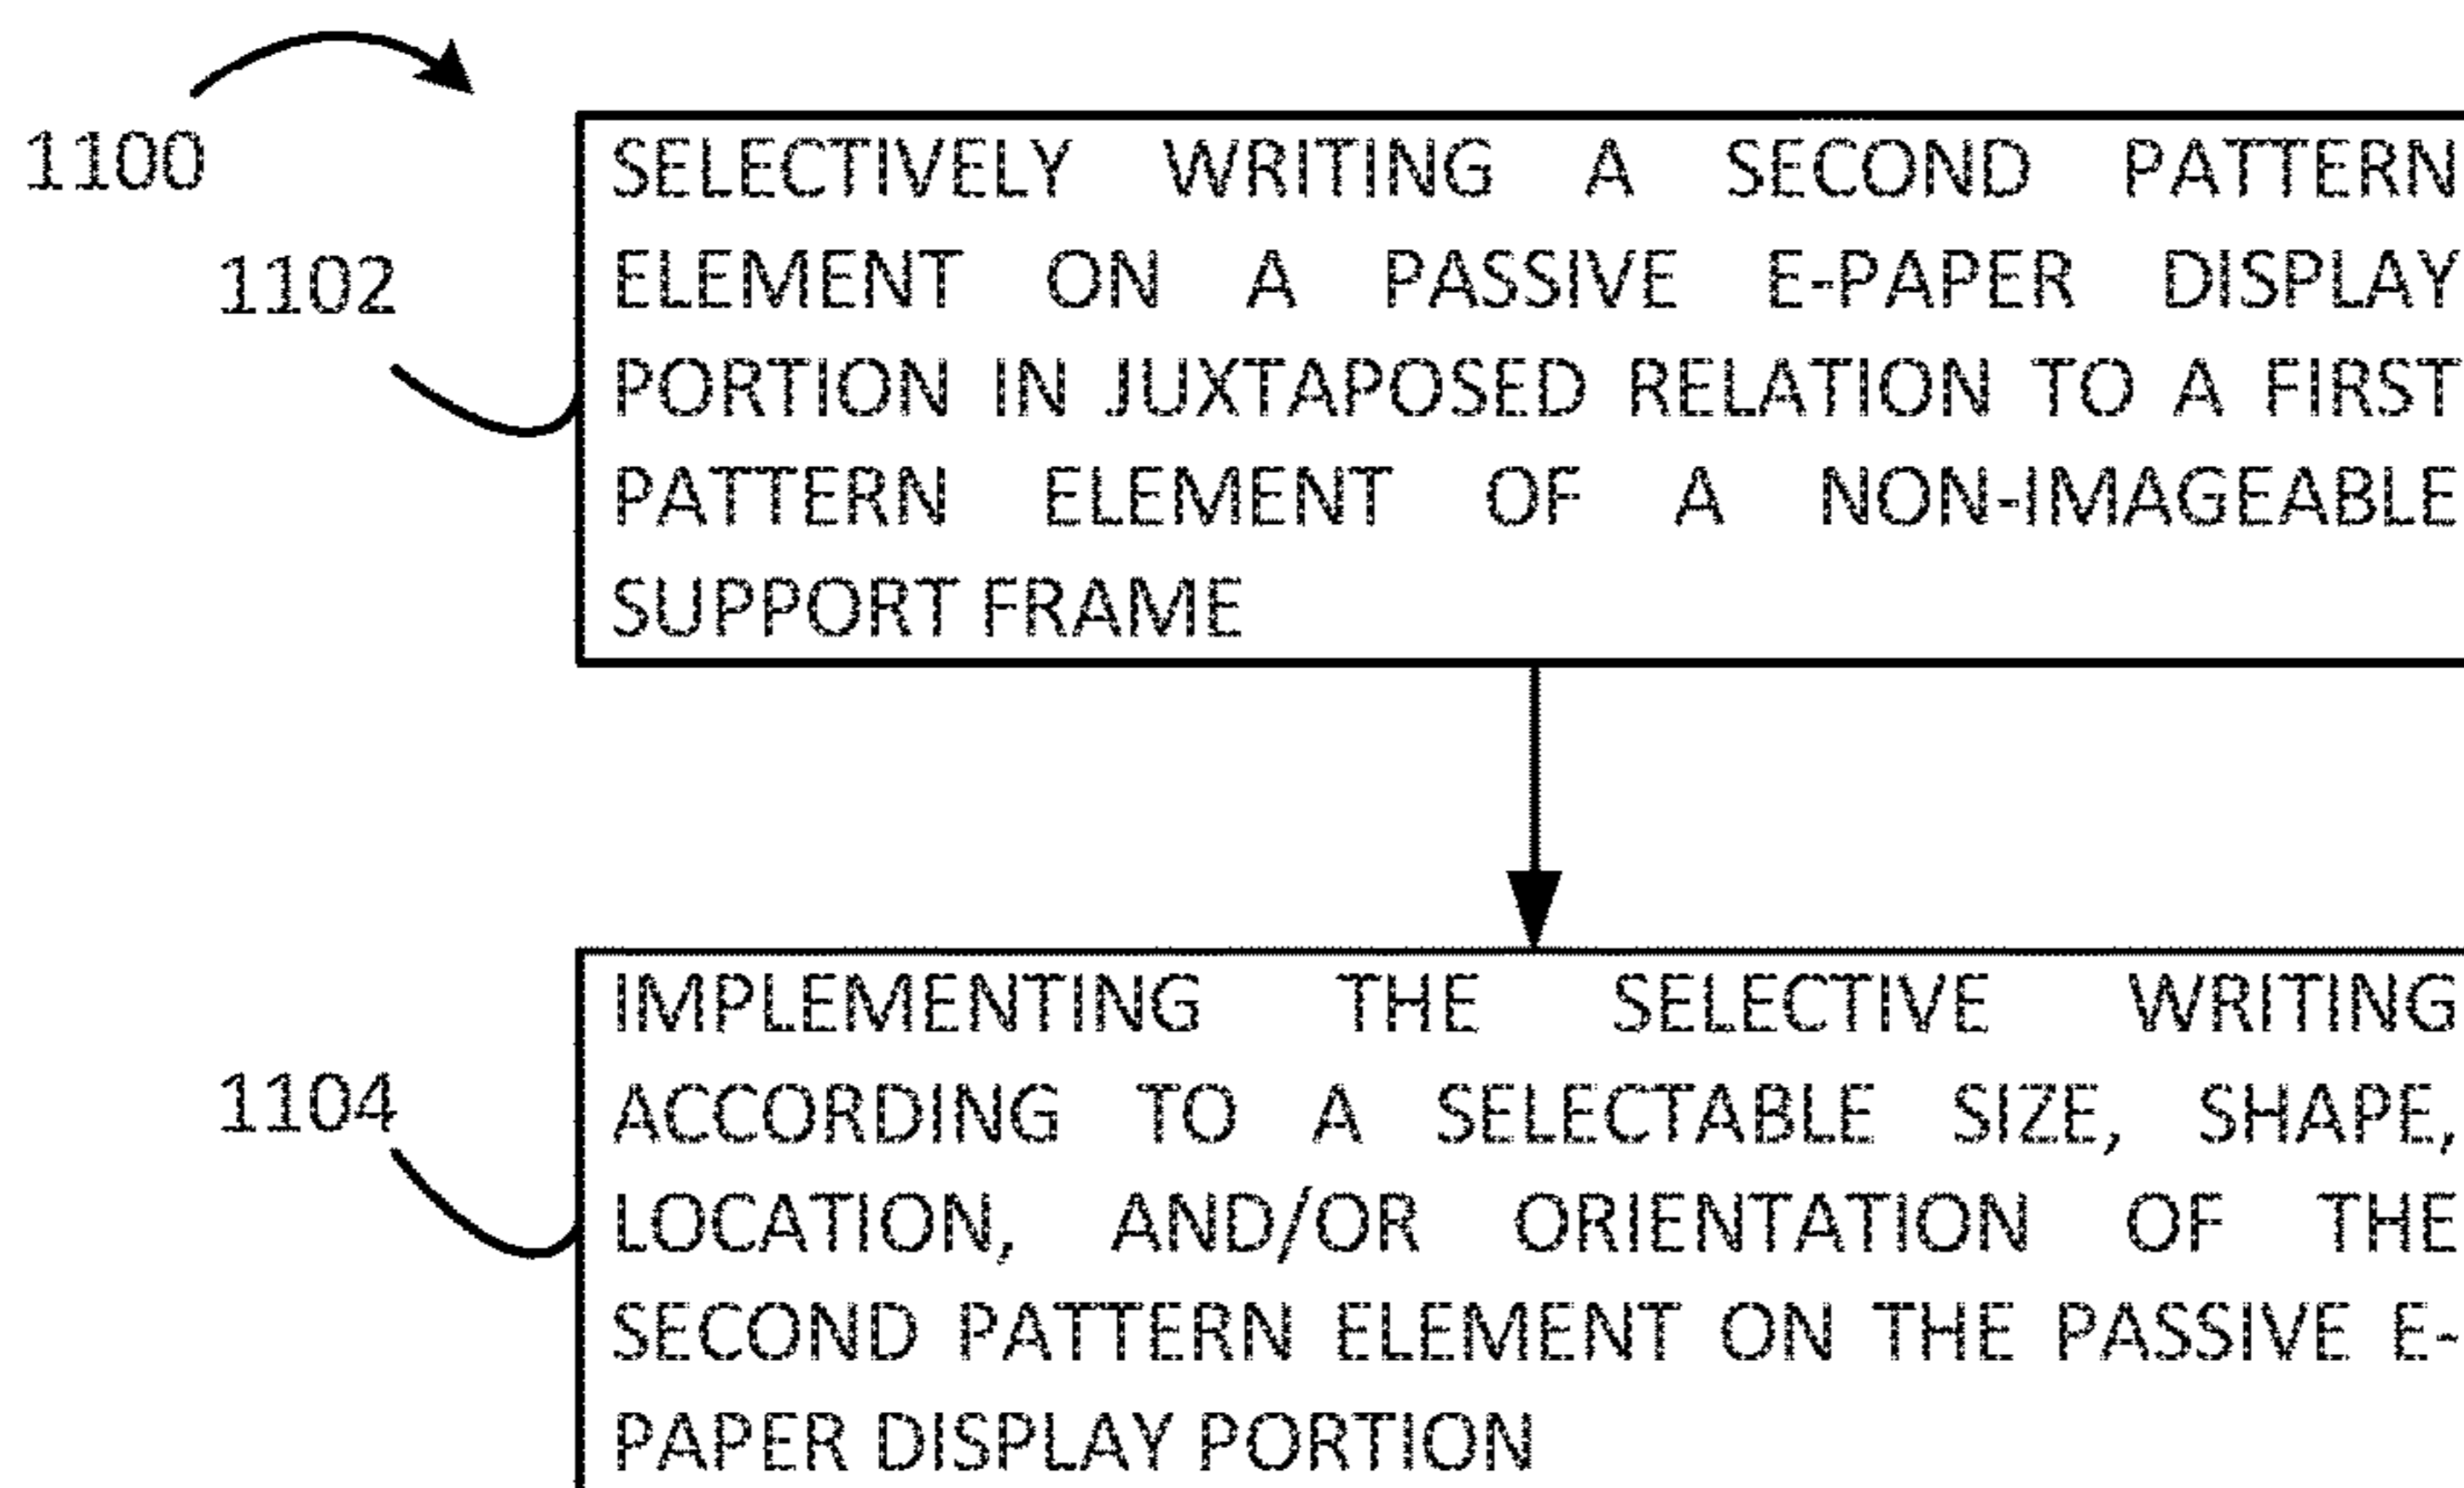 1100
1102
SELECTIVELY WRITING A SECOND PATTERN
ELEMENT ON A PASSIVE E-PAPER DISPLAY
PORTION IN JUXTAPOSED RELATION TO A FIRST
PATTERN ELEMENT OF A NON-IMAGEABLE
SUPPORT FRAME
1104
IMPLEMENTING THE SELECTIVE WRITING
ACCORDING TO A SELECTABLE SIZE, SHAPE,
LOCATION, AND/OR ORIENTATION OF THE
SECOND PATTERN ELEMENT ON THE PASSIVE E-
PAPER DISPLAY PORTION